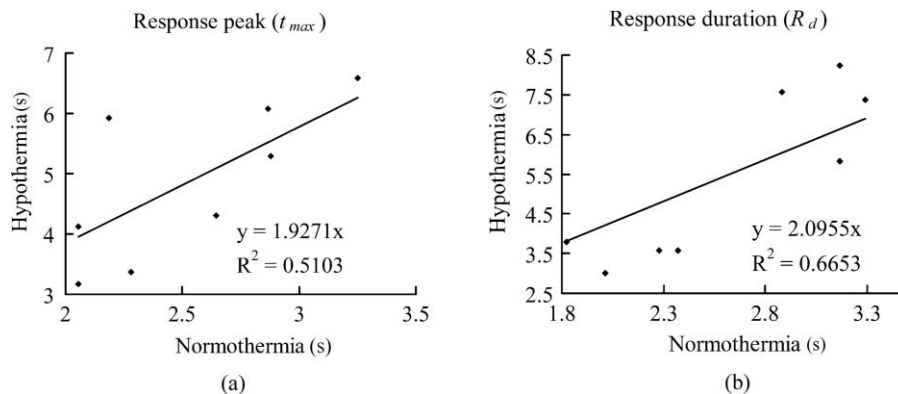 Response peak (t max)
7
6
5
4
3
Hypothermia(s)
y = 1.9271x
R² = 0.5103
2 2.5 3 3.5
Normothermia (s)
(a)
Response duration (R d)
8.5
7.5
6.5
5.5
4.5
3.5
2.5
Hypothermia(s)
y = 2.0955x
R² = 0.6653
1.8 2.3 2.8 3.3
Normothermia (s)
(b)